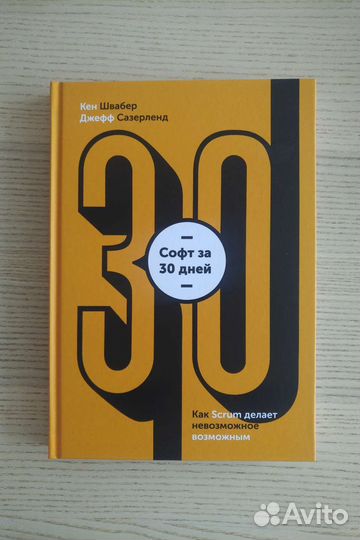 Кен Швабер
Джефф Сазерленд
30
Софт за
30 дней
Как Scrum делает
невозможное
возможным
Avito